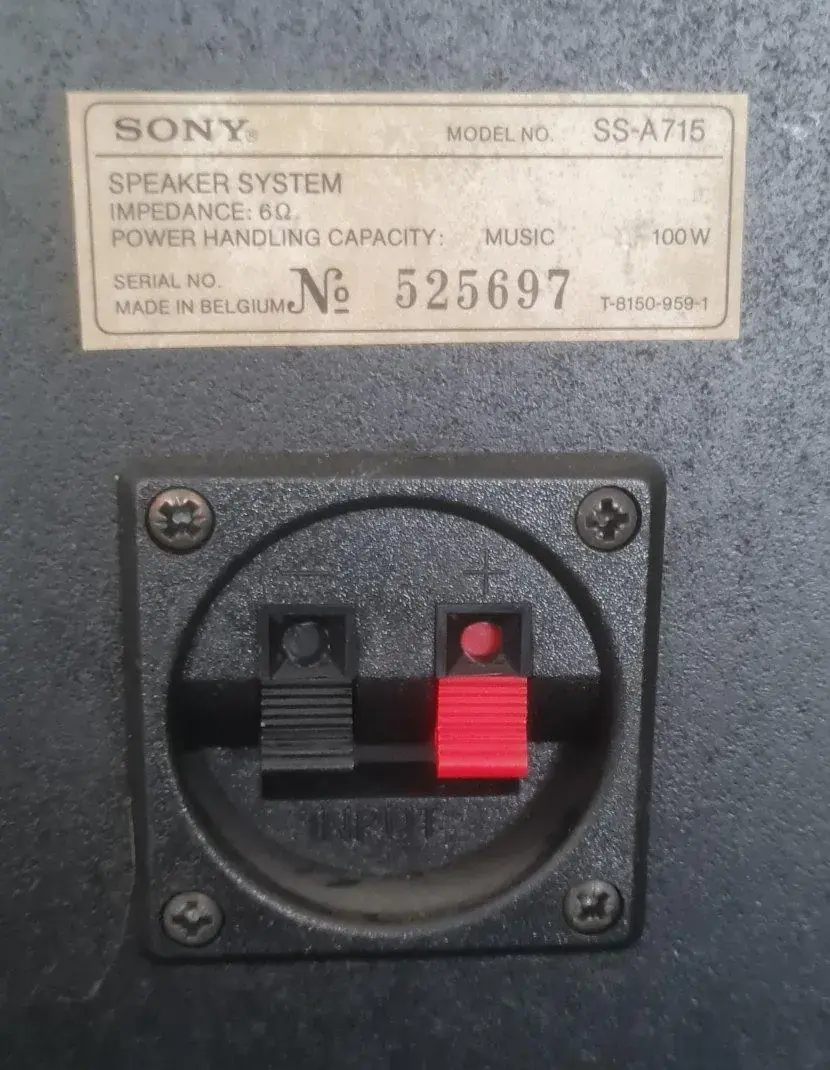 SONY® MODEL NO. SS-A715
SPEAKER SYSTEM
IMPEDANCE: 6Ω
POWER HANDLING CAPACITY: MUSIC 100W
SERIAL NO.
MADE IN BELGIUM № 525697 T-8150-959-1
− +
INPUT